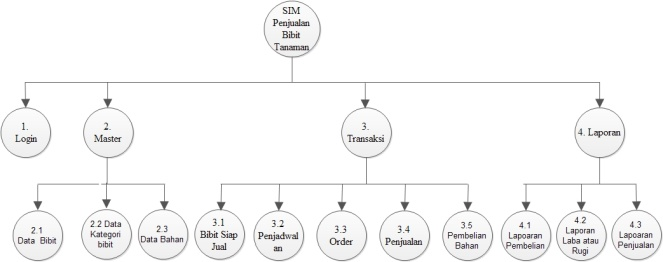 SIM
Penjualan
Bibit
Tanaman
1.
Login
2.
Master
3.
Transaksi
4. Laporan
2.1
Data Bibit
2.2 Data
Kategori
bibit
2.3
Data Bahan
3.1
Bibit Siap
Jual
3.2
Penjadwal
an
3.3
Order
3.4
Penjualan
3.5
Pembelian
Bahan
4.1
Lapoaran
Pembelian
4.2
Laporan
Laba atau
Rugi
4.3
Lapoaran
Penjualan